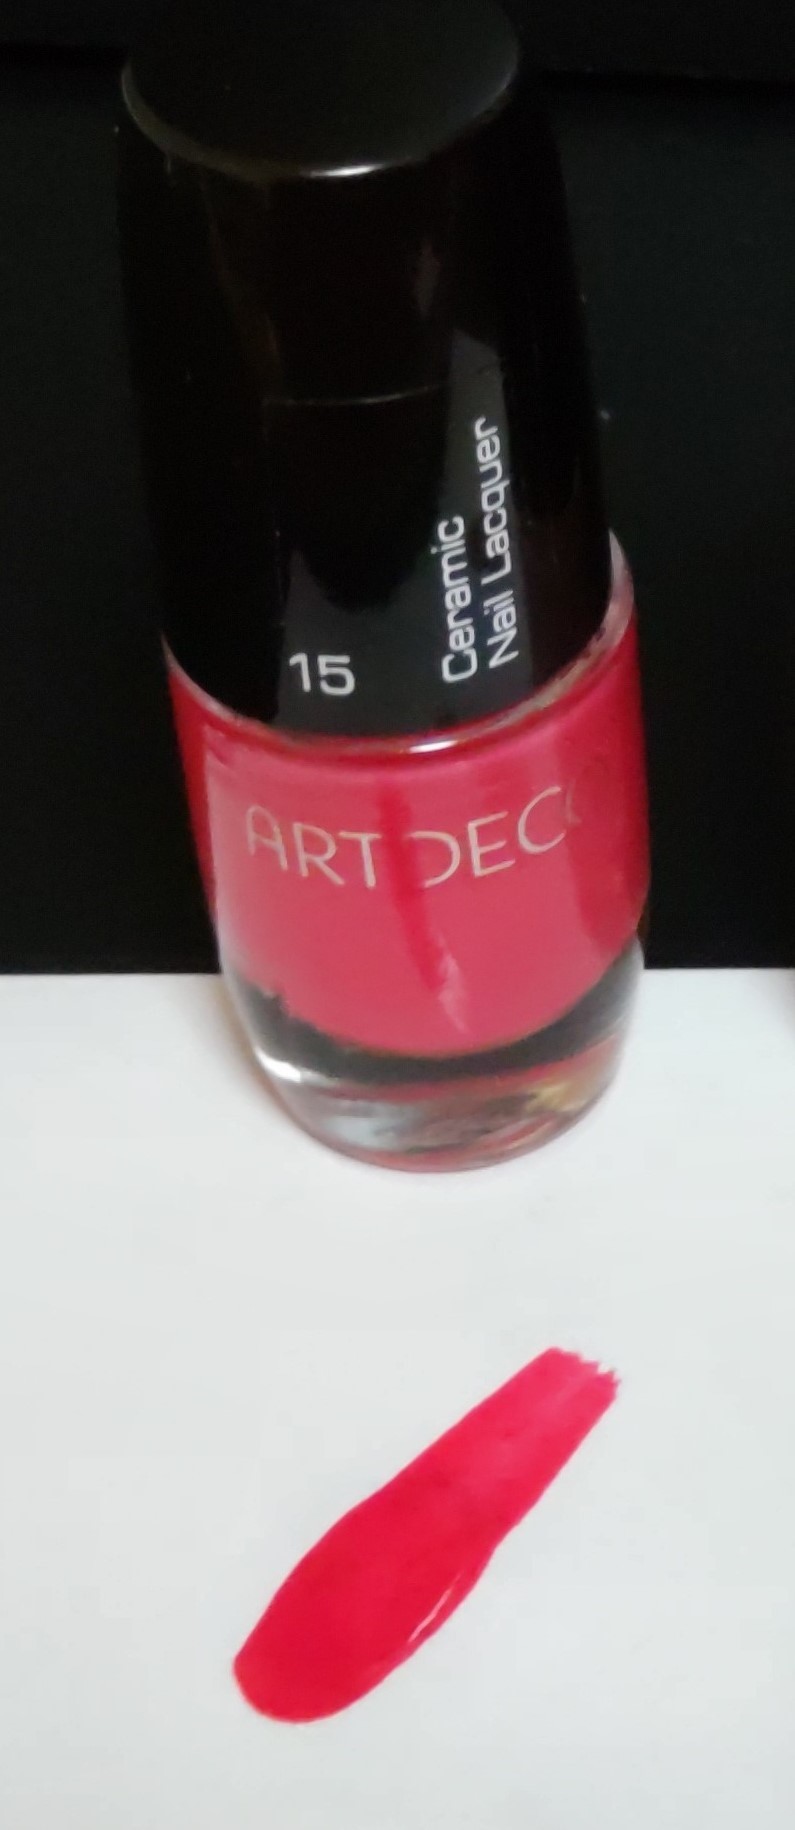 15
Ceramic
Nail Lacquer
ARTDECO